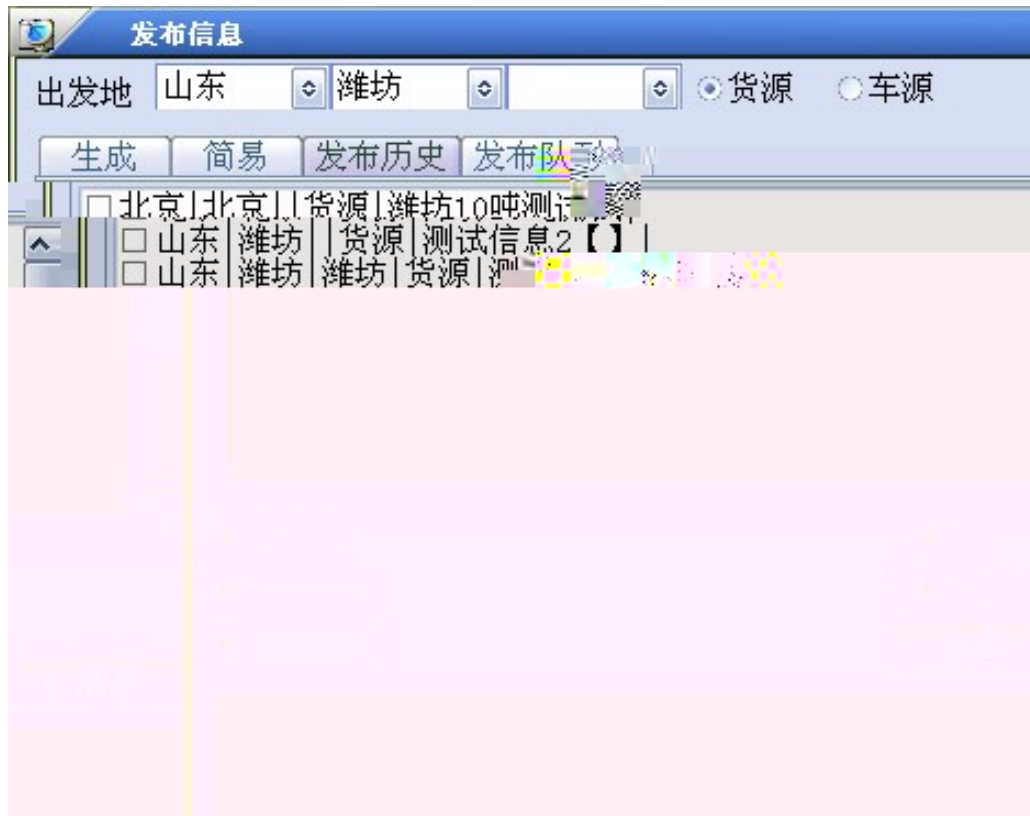 发布信息
出发地 山东 潍坊 货源 车源
生成 简易 发布历史 发布队列
北京|北京||货源|潍坊10吨测试
山东|潍坊||货源|测试信息2【】|
山东|潍坊|潍坊|货源|测